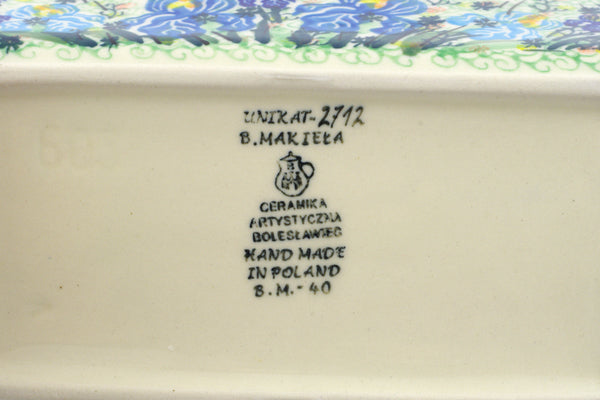 UNIKAT-2712
B. MAKIEŁA
CERAMIKA
ARTYSTYCZNA
BOLESŁAWIEC
HAND MADE
IN POLAND
B.M.-40